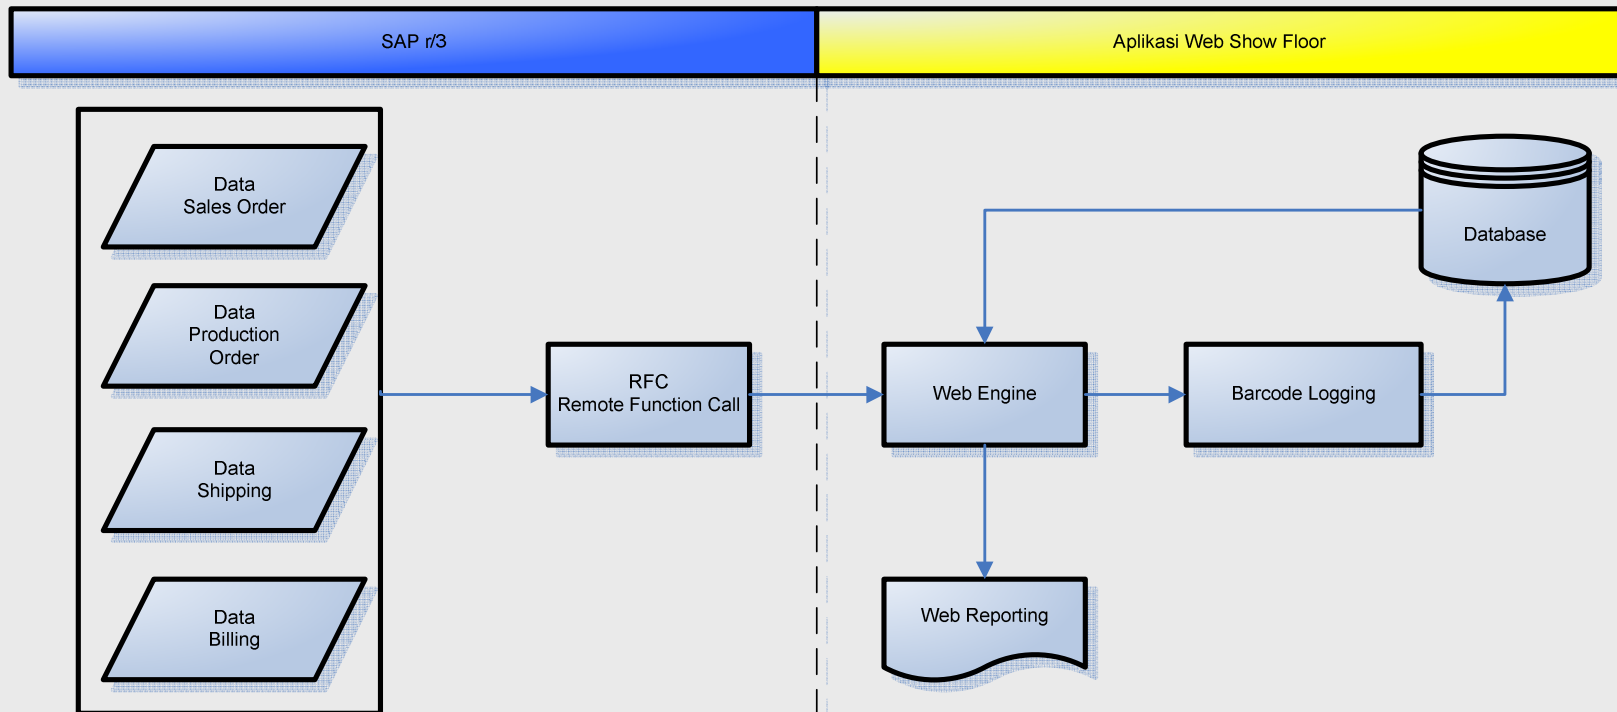 SAP r/3
Aplikasi Web Show Floor
Data
Sales Order
Data
Production
Order
Data
Shipping
Data
Billing
RFC
Remote Function Call
Web Engine
Barcode Logging
Database
Web Reporting